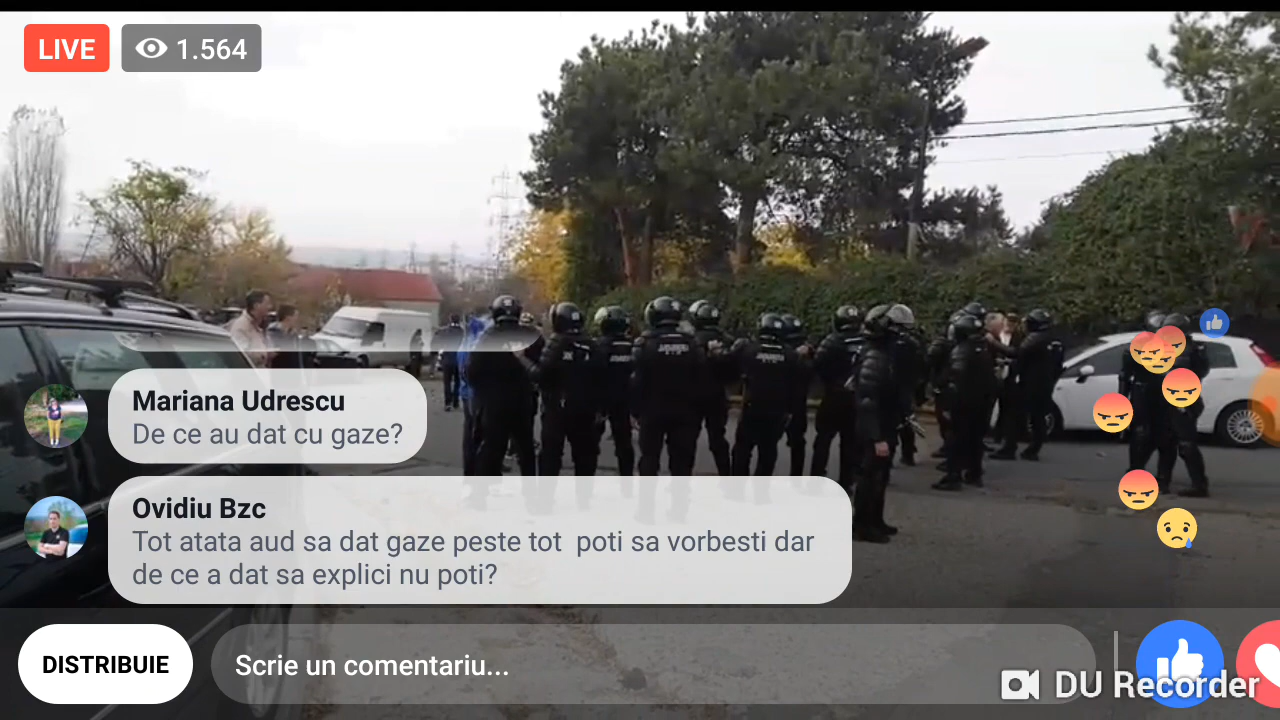 LIVE 1.564
Mariana Udrescu
De ce au dat cu gaze?
Ovidiu Bzc
Tot atata aud sa dat gaze peste tot poti sa vorbesti dar
de ce a dat sa explici nu poti?
DISTRIBUIE Scrie un comentariu...
DU Recorder